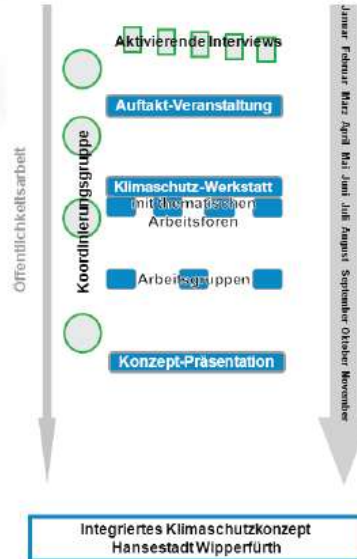 Aktivierende Interviews
Auftakt-Veranstaltung
Klimaschutz-Werkstatt
mit thematischen
Arbeitsforen
Arbeitsgruppen
Konzept-Präsentation
Öffentlichkeitsarbeit
Koordinierungsgruppe
Januar Februar März April Mai Juni Juli August September Oktober November
Integriertes Klimaschutzkonzept
Hansestadt Wipperfürth